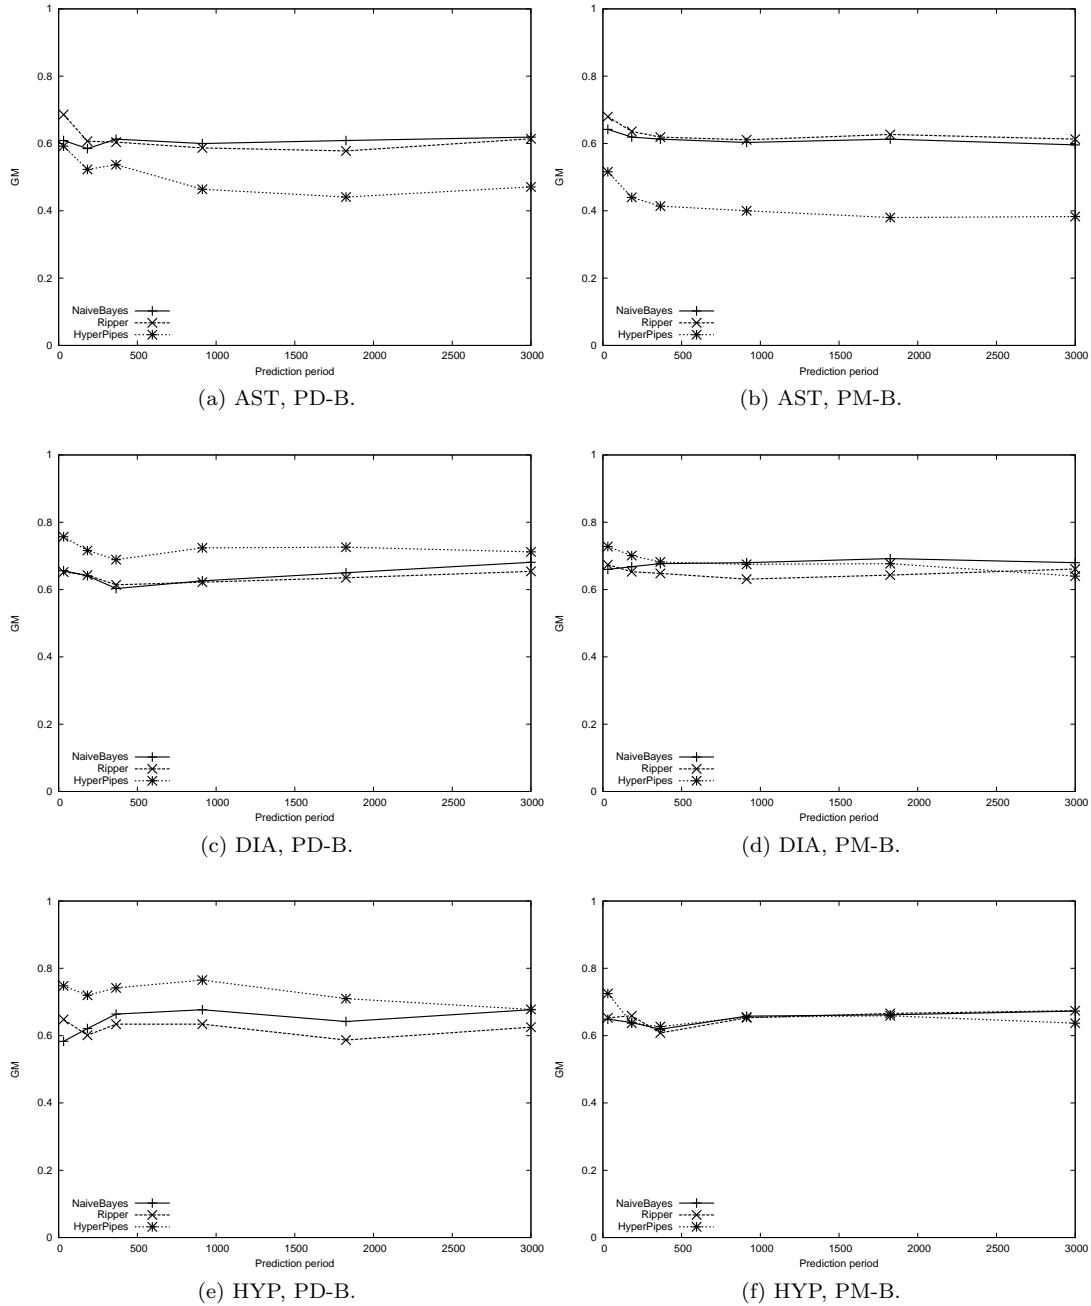 1
0.8
0.6
GM
0.4
0.2
NaiveBayes
Ripper
HyperPipes
0
0 500 1000 1500 2000 2500 3000
Prediction period
(a) AST, PD-B.
1
0.8
0.6
GM
0.4
0.2
NaiveBayes
Ripper
HyperPipes
0
0 500 1000 1500 2000 2500 3000
Prediction period
(b) AST, PM-B.
1
0.8
0.6
GM
0.4
0.2
NaiveBayes
Ripper
HyperPipes
0
0 500 1000 1500 2000 2500 3000
Prediction period
(c) DIA, PD-B.
1
0.8
0.6
GM
0.4
0.2
NaiveBayes
Ripper
HyperPipes
0
0 500 1000 1500 2000 2500 3000
Prediction period
(d) DIA, PM-B.
1
0.8
0.6
GM
0.4
0.2
NaiveBayes
Ripper
HyperPipes
0
0 500 1000 1500 2000 2500 3000
Prediction period
(e) HYP, PD-B.
1
0.8
0.6
GM
0.4
0.2
NaiveBayes
Ripper
HyperPipes
0
0 500 1000 1500 2000 2500 3000
Prediction period
(f) HYP, PM-B.